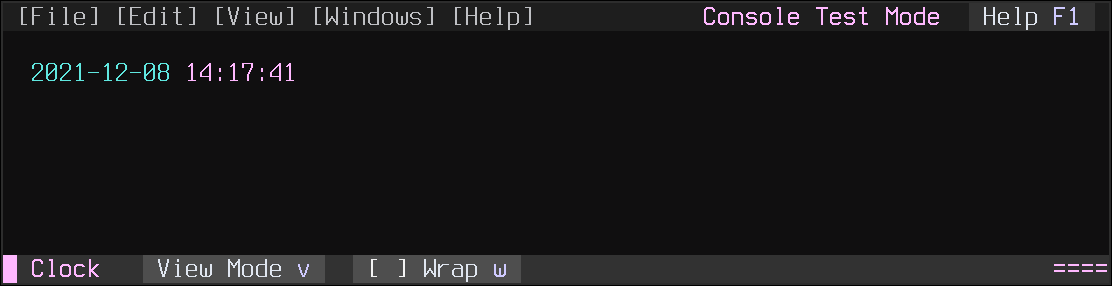 [File] [Edit] [View] [Windows] [Help] Console Test Mode Help F1
2021-12-08 14:17:41
Clock View Mode v [ ] Wrap w ====